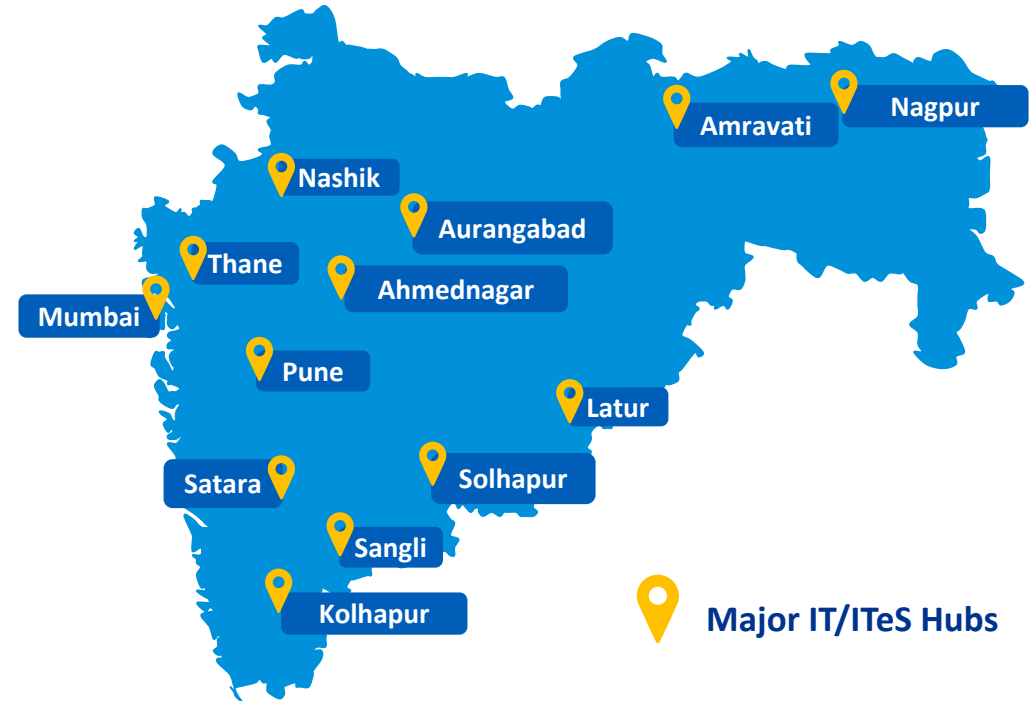 Nagpur
Amravati
Nashik
Aurangabad
Thane
Ahmednagar
Mumbai
Pune
Latur
Solhapur
Satara
Sangli
Kolhapur
Major IT/ITeS Hubs